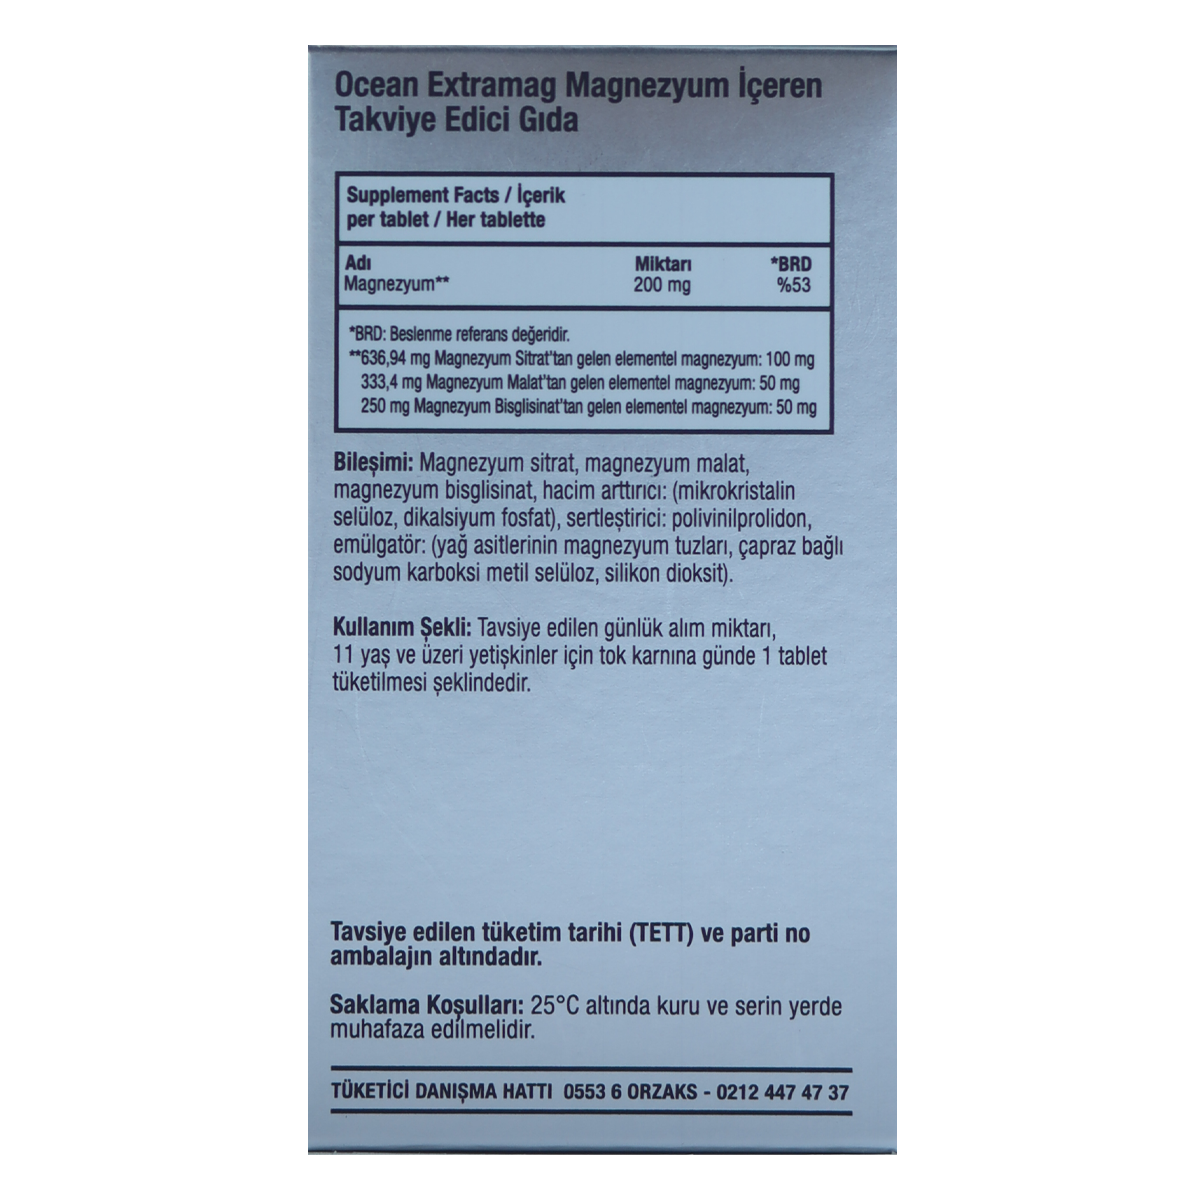 Ocean Extramag Magnezyum İçeren
Takviye Edici Gıda
Supplement Facts / İçerik
per tablet / Her tablette
Adı Miktarı *BRD
Magnezyum** 200 mg %53
*BRD: Beslenme referans değeridir.
**636,94 mg Magnezyum Sitrat'tan gelen elementel magnezyum: 100 mg
333,4 mg Magnezyum Malat'tan gelen elementel magnezyum: 50 mg
250 mg Magnezyum Bisglisinat'tan gelen elementel magnezyum: 50 mg
Bileşimi: Magnezyum sitrat, magnezyum malat,
magnezyum bisglisinat, hacim arttırıcı: (mikrokristalin
selüloz, dikalsiyum fosfat), sertleştirici: polivinilprolidon,
emülgatör: (yağ asitlerinin magnezyum tuzları, çapraz bağlı
sodyum karboksi metil selüloz, silikon dioksit).
Kullanım Şekli: Tavsiye edilen günlük alım miktarı,
11 yaş ve üzeri yetişkinler için tok karnına günde 1 tablet
tüketilmesi şeklindedir.
Tavsiye edilen tüketim tarihi (TETT) ve parti no
ambalajın altındadır.
Saklama Koşulları: 25°C altında kuru ve serin yerde
muhafaza edilmelidir.
TÜKETİCİ DANIŞMA HATTI 0553 6 ORZAKS - 0212 447 47 37